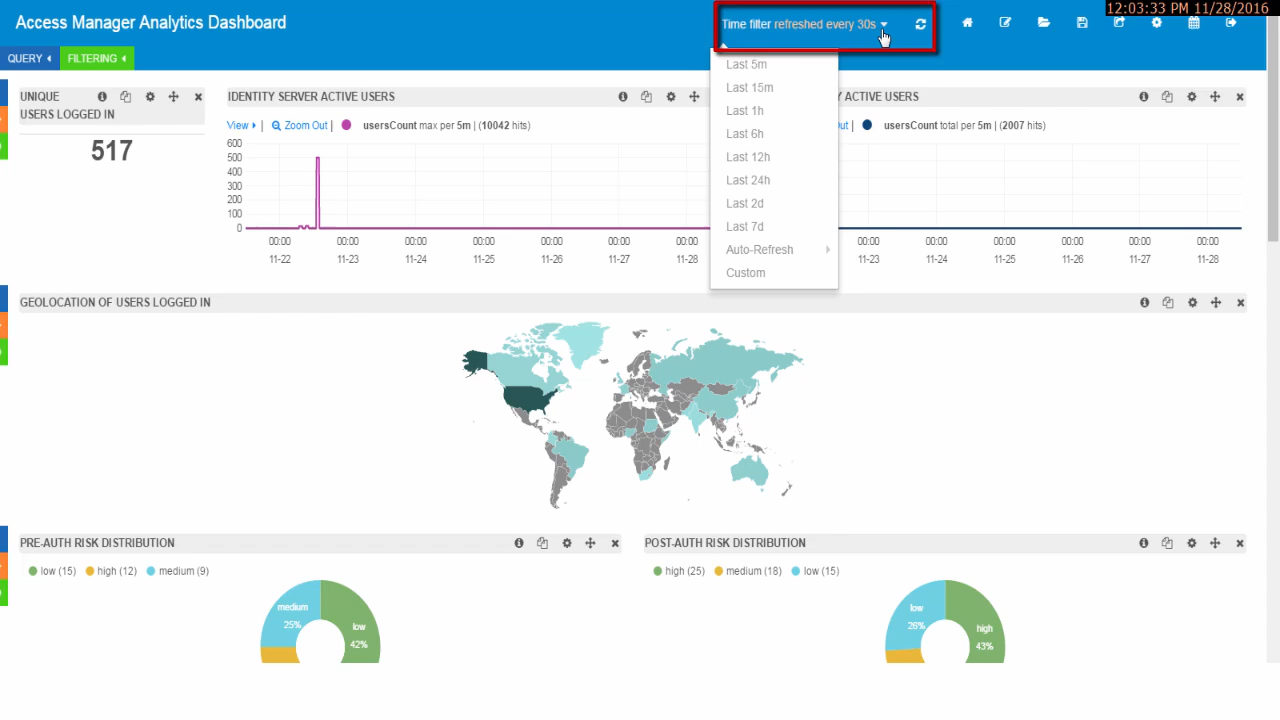 12:03:33 PM 11/28/2016
Access Manager Analytics Dashboard
Time filter refreshed every 30s
QUERY
FILTERING
Last 5m
Last 15m
Last 1h
Last 6h
Last 12h
Last 24h
Last 2d
Last 7d
Auto-Refresh
Custom
UNIQUE
USERS LOGGED IN
517
IDENTITY SERVER ACTIVE USERS
View | Zoom Out | usersCount max per 5m | (10042 hits)
600
500
400
300
200
100
0
00:00 00:00 00:00 00:00 00:00 00:00 00:00
11-22 11-23 11-24 11-25 11-26 11-27 11-28
Y ACTIVE USERS
out | usersCount total per 5m | (2007 hits)
00:00 00:00 00:00 00:00 00:00 00:00
11-23 11-24 11-25 11-26 11-27 11-28
GEOLOCATION OF USERS LOGGED IN
PRE-AUTH RISK DISTRIBUTION
low (15) high (12) medium (9)
medium
25%
low
42%
POST-AUTH RISK DISTRIBUTION
high (25) medium (18) low (15)
low
26%
high
43%